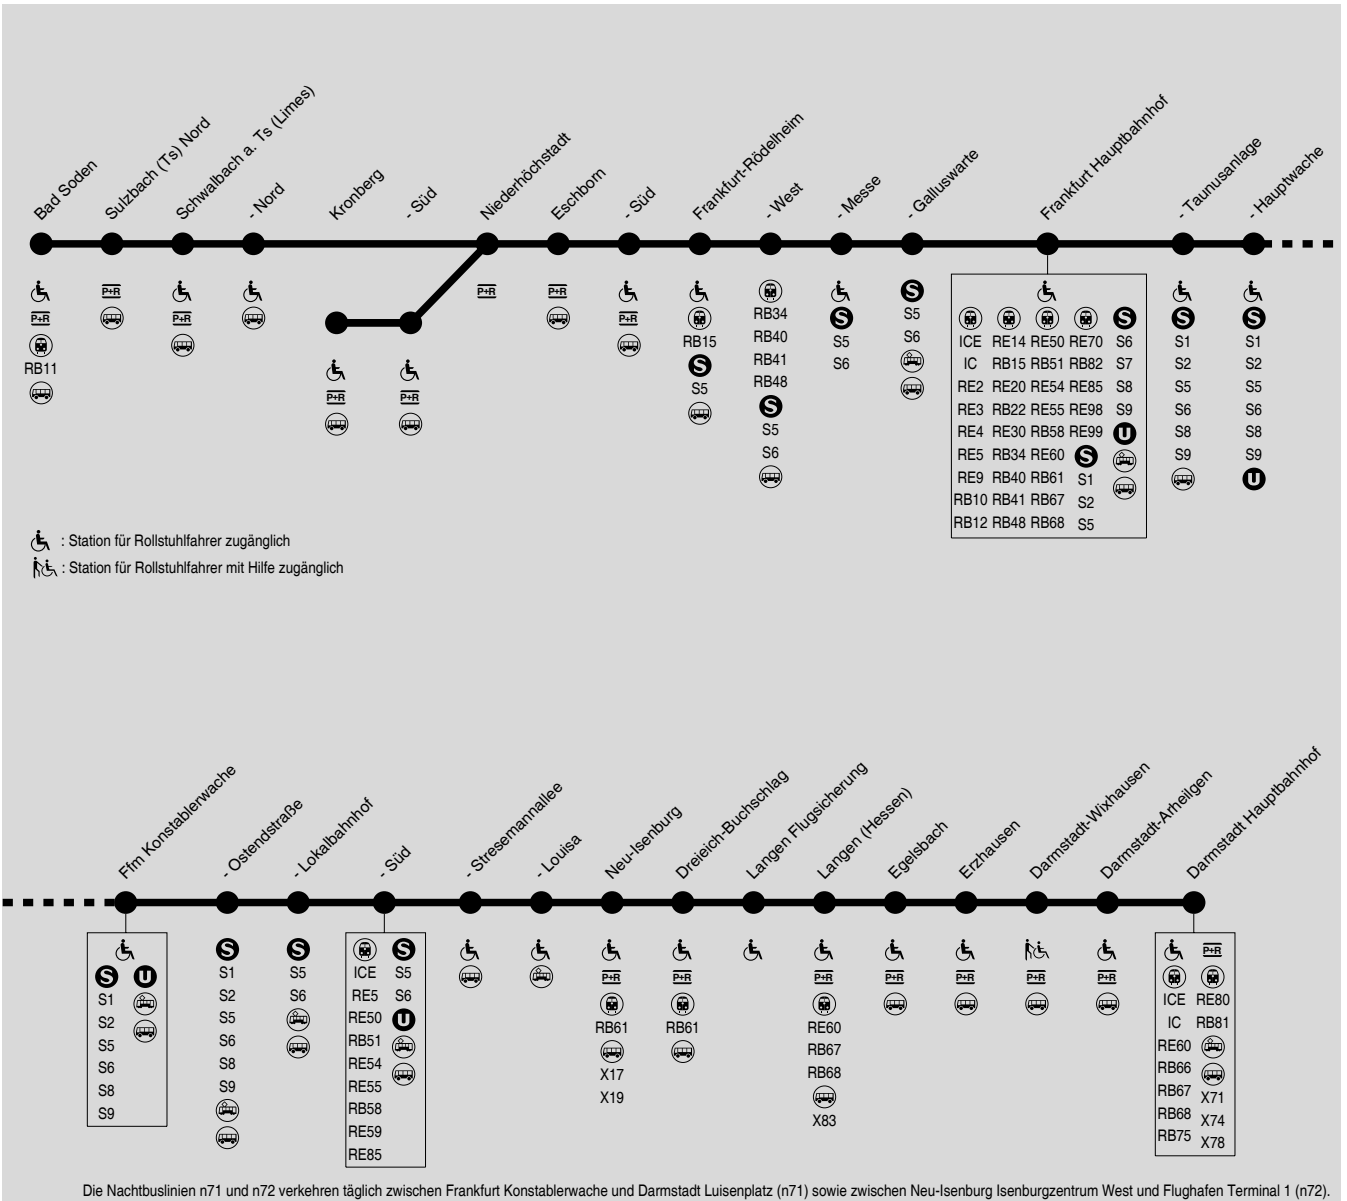 Bad Soden
Sulzbach (Ts) Nord
Schwalbach a. Ts (Limes)
- Nord
Kronberg
- Süd
Niederhöchstadt
Eschborn
- Süd
Frankfurt-Rödelheim
- West
- Messe
- Galluswarte
Frankfurt Hauptbahnhof
- Taunusanlage
- Hauptwache
P+R
RB11
P+R
P+R
P+R
P+R
P+R
P+R
P+R
RB15
S
S5
RB34
RB40
RB41
RB48
S
S5
S6
S
S5
S6
S
S5
S6
S
ICE RE14 RE50 RE70 S6
IC RB15 RB51 RB82 S7
RE2 RE20 RE54 RE85 S8
RE3 RB22 RE55 RE98 S9
RE4 RE30 RB58 RE99 U
RE5 RB34 RE60 S
RE9 RB40 RB61 S1
RB10 RB41 RB67 S2
RB12 RB48 RB68 S5
S
S1
S2
S5
S6
S8
S9
S
S1
S2
S5
S6
S8
S9
U
: Station für Rollstuhlfahrer zugänglich
: Station für Rollstuhlfahrer mit Hilfe zugänglich
Ffm Konstablerwache
- Ostendstraße
- Lokalbahnhof
- Süd
- Stresemannallee
- Louisa
Neu-Isenburg
Dreieich-Buchschlag
Langen Flugsicherung
Langen (Hessen)
Egelsbach
Erzhausen
Darmstadt-Wixhausen
Darmstadt-Arheilgen
Darmstadt Hauptbahnhof
S U
S1
S2
S5
S6
S8
S9
S
S1
S2
S5
S6
S8
S9
S
S5
S6
S
ICE S5
RE5 S6
RE50 U
RB51
RE54
RE55
RB58
RE59
RE85
P+R
RB61
X17
X19
P+R
RB61
P+R
RE60
RB67
RB68
X83
P+R
P+R
P+R
P+R
P+R
ICE RE80
IC RB81
RE60
RB66
RB67 X71
RB68 X74
RB75 X78
Die Nachtbuslinien n71 und n72 verkehren täglich zwischen Frankfurt Konstablerwache und Darmstadt Luisenplatz (n71) sowie zwischen Neu-Isenburg Isenburgzentrum West und Flughafen Terminal 1 (n72).